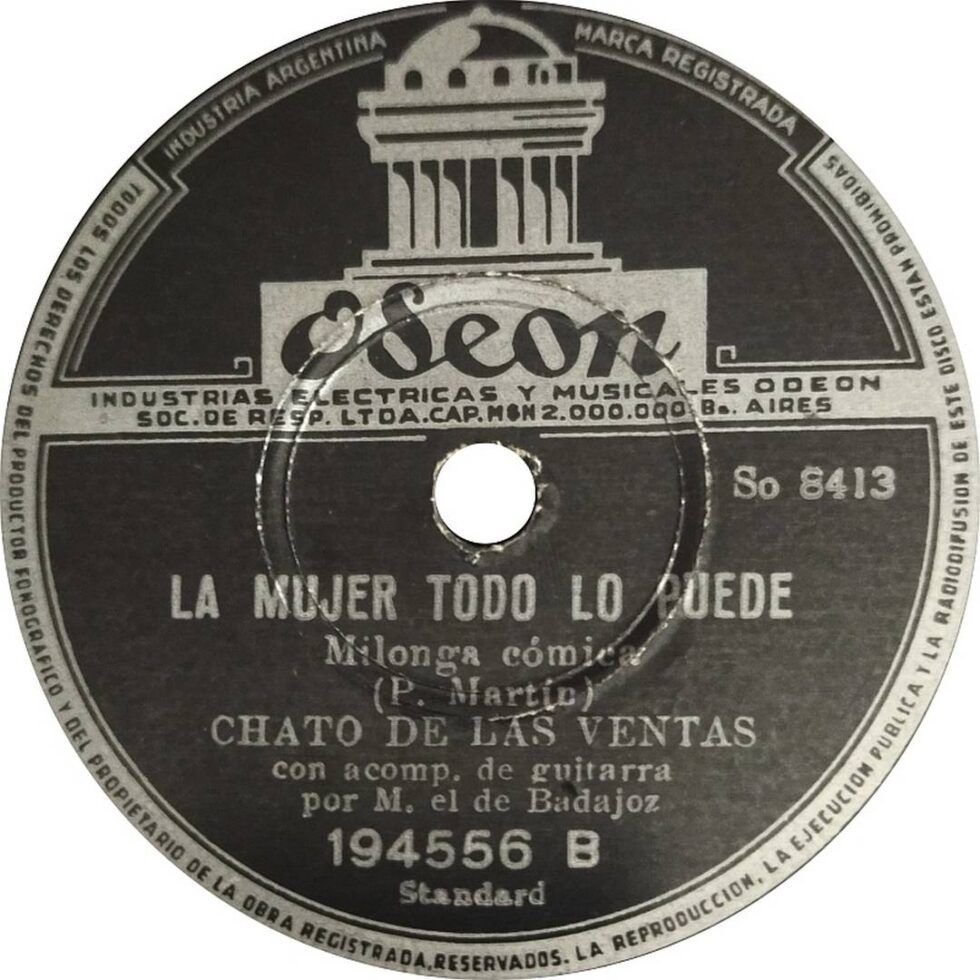 INDUSTRIA ARGENTINA
MARCA REGISTRADA
Odeon
INDUSTRIAS ELECTRICAS Y MUSICALES ODEON
SOC. DE RESP. LTDA. CAP. M$N 2.000.000 Bs. AIRES
So 8413
LA MUJER TODO LO PUEDE
Milonga cómica
(P. Martín)
CHATO DE LAS VENTAS
con acomp. de guitarra
por M. el de Badajoz
194556 B
Standard
TODOS LOS DERECHOS DEL PRODUCTOR FONOGRAFICO Y DEL PROPIETARIO DE LA OBRA REGISTRADA, RESERVADOS. LA REPRODUCCION, LA EJECUCION PUBLICA Y LA RADIODIFUSION DE ESTE DISCO ESTAN PROHIBIDAS